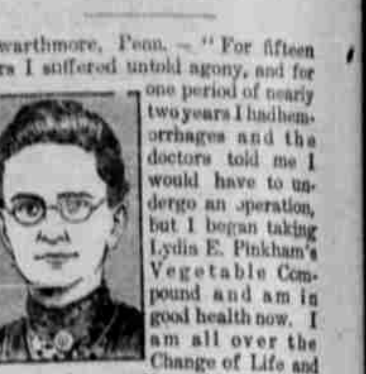 warthmore, Penn. — "For fifteen
rs I suffered untold agony, and for
one period of nearly
two years I had hem-
orrhages and the
doctors told me I
would have to un-
dergo an operation,
but I began taking
Lydia E. Pinkham's
Vegetable Com-
pound and am in
good health now. I
am all over the
Change of Life and